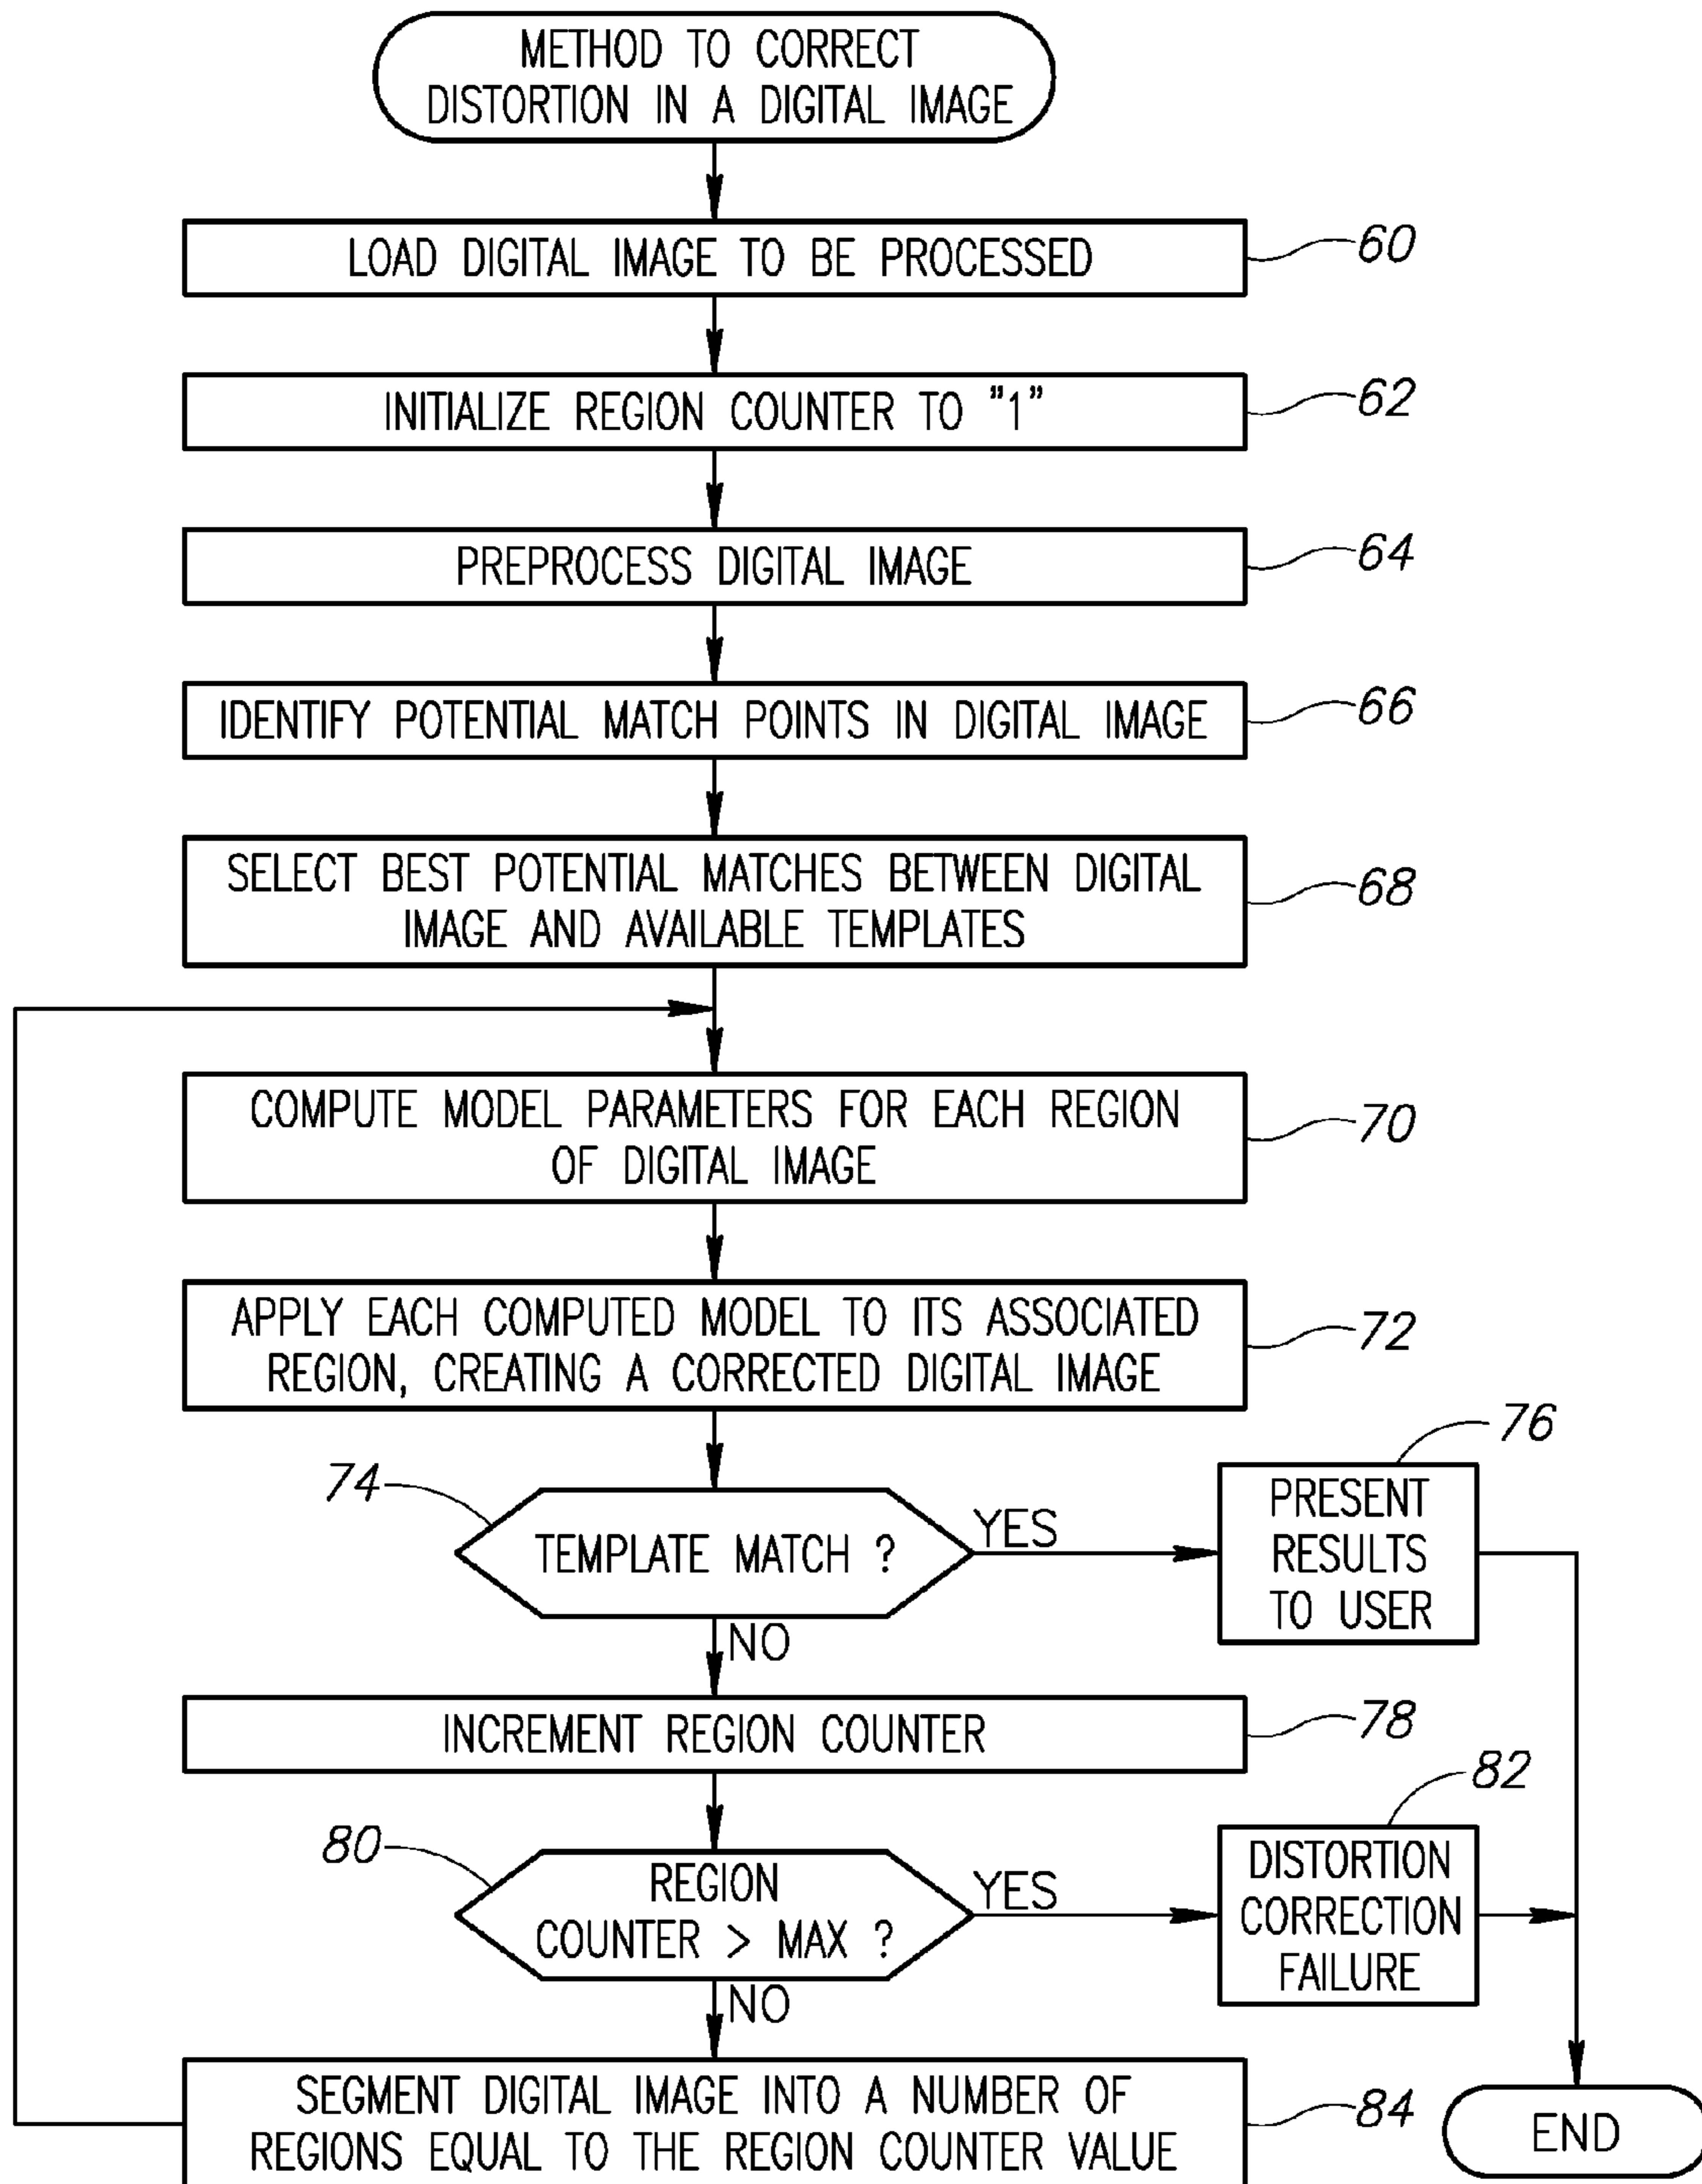 METHOD TO CORRECT
DISTORTION IN A DIGITAL IMAGE
LOAD DIGITAL IMAGE TO BE PROCESSED
60
INITIALIZE REGION COUNTER TO "1"
62
PREPROCESS DIGITAL IMAGE
64
IDENTIFY POTENTIAL MATCH POINTS IN DIGITAL IMAGE
66
SELECT BEST POTENTIAL MATCHES BETWEEN DIGITAL
IMAGE AND AVAILABLE TEMPLATES
68
COMPUTE MODEL PARAMETERS FOR EACH REGION
OF DIGITAL IMAGE
70
APPLY EACH COMPUTED MODEL TO ITS ASSOCIATED
REGION, CREATING A CORRECTED DIGITAL IMAGE
72
74
TEMPLATE MATCH ?
YES
76
PRESENT
RESULTS
TO USER
NO
INCREMENT REGION COUNTER
78
80
REGION
COUNTER > MAX ?
YES
82
DISTORTION
CORRECTION
FAILURE
NO
SEGMENT DIGITAL IMAGE INTO A NUMBER OF
REGIONS EQUAL TO THE REGION COUNTER VALUE
84
END